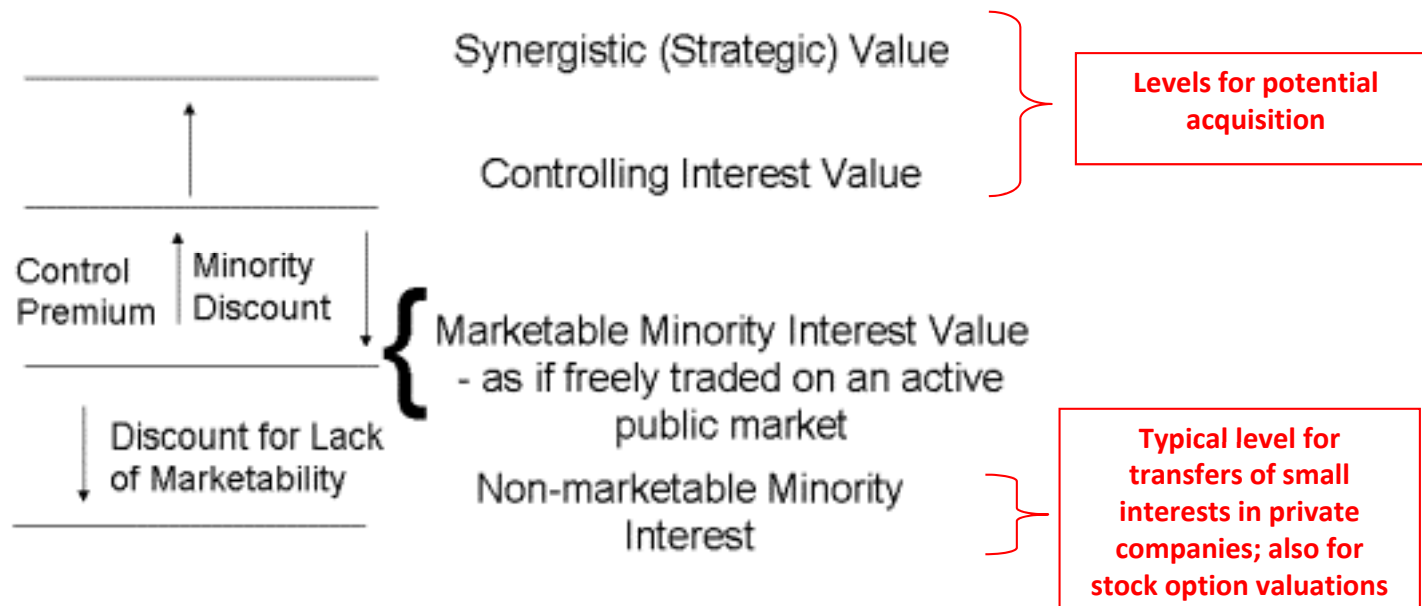 Synergistic (Strategic) Value
Levels for potential
acquisition
Controlling Interest Value
Control
Premium
Minority
Discount
Marketable Minority Interest Value
- as if freely traded on an active
public market
Discount for Lack
of Marketability
Non-marketable Minority
Interest
Typical level for
transfers of small
interests in private
companies; also for
stock option valuations